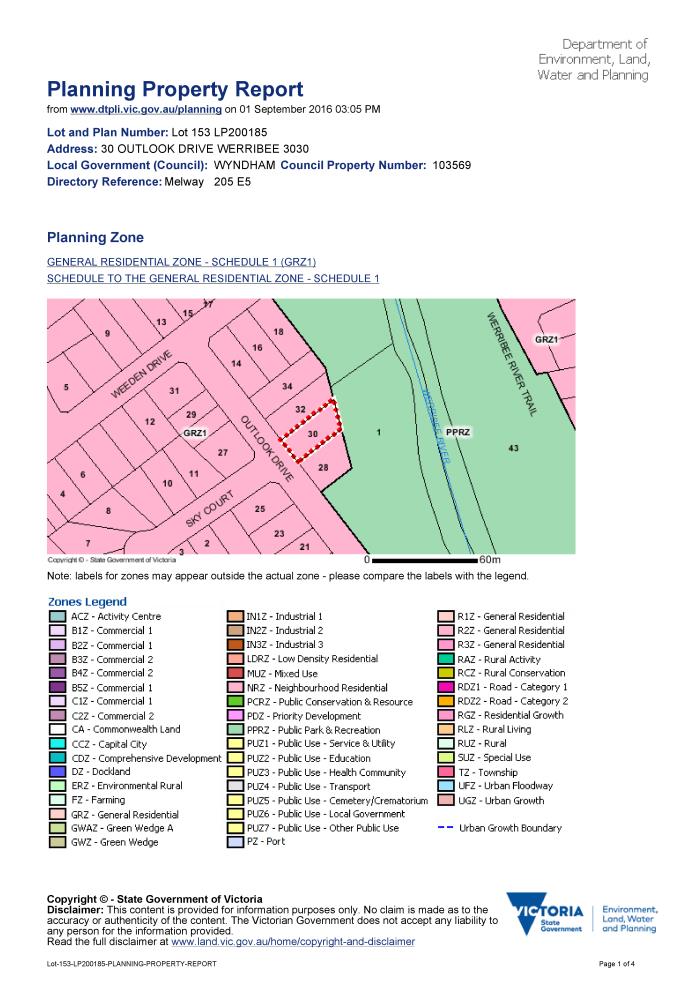 Department of
Environment, Land,
Water and Planning
Planning Property Report
from www.dtpli.vic.gov.au/planning on 01 September 2016 03:05 PM
Lot and Plan Number: Lot 153 LP200185
Address: 30 OUTLOOK DRIVE WERRIBEE 3030
Local Government (Council): WYNDHAM Council Property Number: 103569
Directory Reference: Melway 205 E5
Planning Zone
GENERAL RESIDENTIAL ZONE - SCHEDULE 1 (GRZ1)
SCHEDULE TO THE GENERAL RESIDENTIAL ZONE - SCHEDULE 1
17
15
13
9
18
16
14
5
WEEDEN DRIVE
31
34
32
12
29
GRZ1
30
OUTLOOK DRIVE
27
28
6
11
10
4
8
SKY COURT
25
23
21
7
3
2
1
WERRIBEE RIVER
PPRZ
43
WERRIBEE RIVER TRAIL
GRZ1
Copyright © - State Government of Victoria
0 60m
Note: labels for zones may appear outside the actual zone - please compare the labels with the legend.
Zones Legend
ACZ - Activity Centre
B1Z - Commercial 1
B2Z - Commercial 1
B3Z - Commercial 2
B4Z - Commercial 2
B5Z - Commercial 1
C1Z - Commercial 1
C2Z - Commercial 2
CA - Commonwealth Land
CCZ - Capital City
CDZ - Comprehensive Development
DZ - Dockland
ERZ - Environmental Rural
FZ - Farming
GRZ - General Residential
GWAZ - Green Wedge A
GWZ - Green Wedge
IN1Z - Industrial 1
IN2Z - Industrial 2
IN3Z - Industrial 3
LDRZ - Low Density Residential
MUZ - Mixed Use
NRZ - Neighbourhood Residential
PCRZ - Public Conservation & Resource
PDZ - Priority Development
PPRZ - Public Park & Recreation
PUZ1 - Public Use - Service & Utility
PUZ2 - Public Use - Education
PUZ3 - Public Use - Health Community
PUZ4 - Public Use - Transport
PUZ5 - Public Use - Cemetery/Crematorium
PUZ6 - Public Use - Local Government
PUZ7 - Public Use - Other Public Use
PZ - Port
R1Z - General Residential
R2Z - General Residential
R3Z - General Residential
RAZ - Rural Activity
RCZ - Rural Conservation
RDZ1 - Road - Category 1
RDZ2 - Road - Category 2
RGZ - Residential Growth
RLZ - Rural Living
RUZ - Rural
SUZ - Special Use
TZ - Township
UFZ - Urban Floodway
UGZ - Urban Growth
Urban Growth Boundary
Copyright © - State Government of Victoria
Disclaimer: This content is provided for information purposes only. No claim is made as to the
accuracy or authenticity of the content. The Victorian Government does not accept any liability to
any person for the information provided.
Read the full disclaimer at www.land.vic.gov.au/home/copyright-and-disclaimer
VICTORIA
State
Government
Environment,
Land, Water
and Planning
Lot-153-LP200185-PLANNING-PROPERTY-REPORT
Page 1 of 4